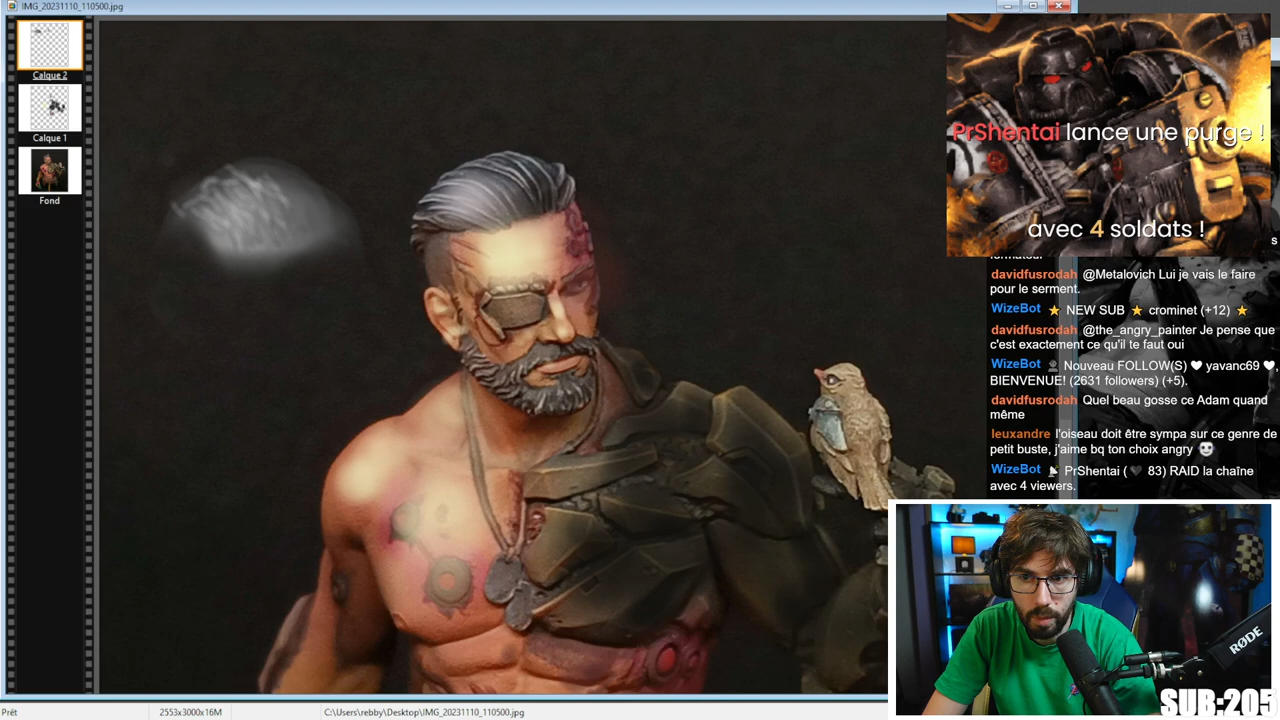 IMG_20231110_110500.jpg
Calque 2
Calque 1
Fond
PrShentai lance une purge !
avec 4 soldats !
s
davidfusrodah @Metalovich Lui je vais le faire
pour le serment.
WizeBot ⭐ NEW SUB ⭐ crominet (+12) ⭐
davidfusrodah @the_angry_painter Je pense que
c'est exactement ce qu'il te faut oui
WizeBot Nouveau FOLLOW(S) ♥ yavanc69 ♥,
BIENVENUE! (2631 followers) (+5).
davidfusrodah Quel beau gosse ce Adam quand
même
leuxandre l'oiseau doit être sympa sur ce genre de
petit buste, j'aime bq ton choix angry
WizeBot PrShentai ( 83) RAID la chaîne
avec 4 viewers.
RØDE
SUB:205
Prêt
2553x3000x16M
C:\Users\rebby\Desktop\IMG_20231110_110500.jpg